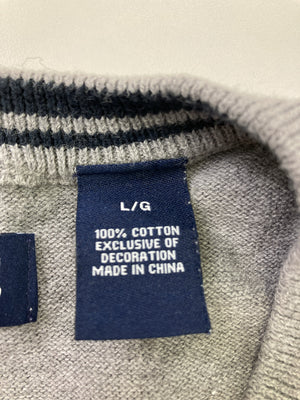 L/G
100% COTTON
EXCLUSIVE OF
DECORATION
MADE IN CHINA